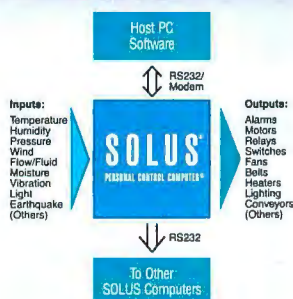 Host PC
Software
RS232/
Modem
Inputs:
Temperature
Humidity
Pressure
Wind
Flow/Fluid
Moisture
Vibration
Light
Earthquake
(Others)
SOLUS®
PERSONAL CONTROL COMPUTER®
Outputs:
Alarms
Motors
Relays
Switches
Fans
Bells
Heaters
Lighting
Conveyors
(Others)
RS232
To Other
SOLUS Computers